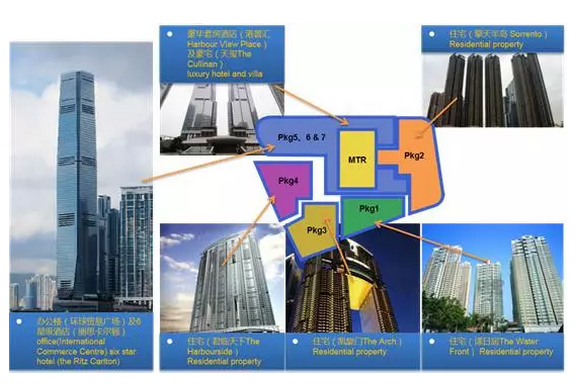 豪华套房酒店（港景汇
Harbour View Place）
及豪宅（天玺The
Cullinan）
luxury hotel and villa
住宅（擎天半岛 Sorrento）
Residential property
Pkg5、6 & 7
MTR
Pkg2
Pkg4
Pkg1
Pkg3
办公楼（环球贸易广场）及6
星级酒店（丽思卡尔顿）
office(International
Commerce Centre) six star
hotel (the Ritz Carlton)
住宅（君临天下The
Harbourside）
Residential property
住宅（凯旋门The Arch）
Residential property
住宅（漾日居The Water
Front） Residential property